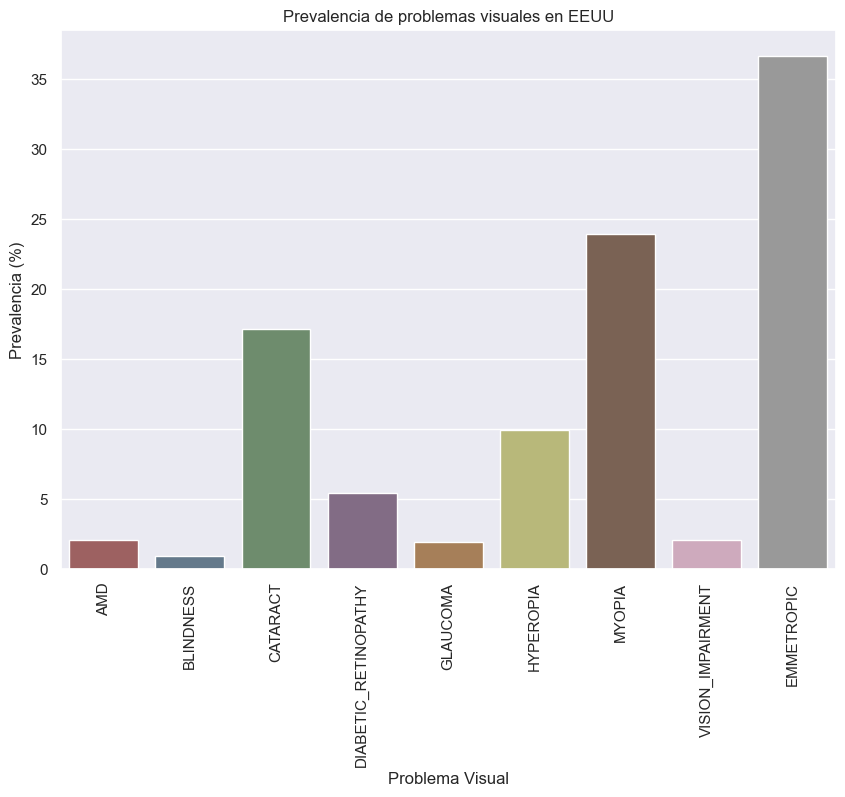 Prevalencia de problemas visuales en EEUU
Prevalencia (%)
35
30
25
20
15
10
5
0
AMD
BLINDNESS
CATARACT
DIABETIC_RETINOPATHY
GLAUCOMA
HYPEROPIA
MYOPIA
VISION_IMPAIRMENT
EMMETROPIC
Problema Visual